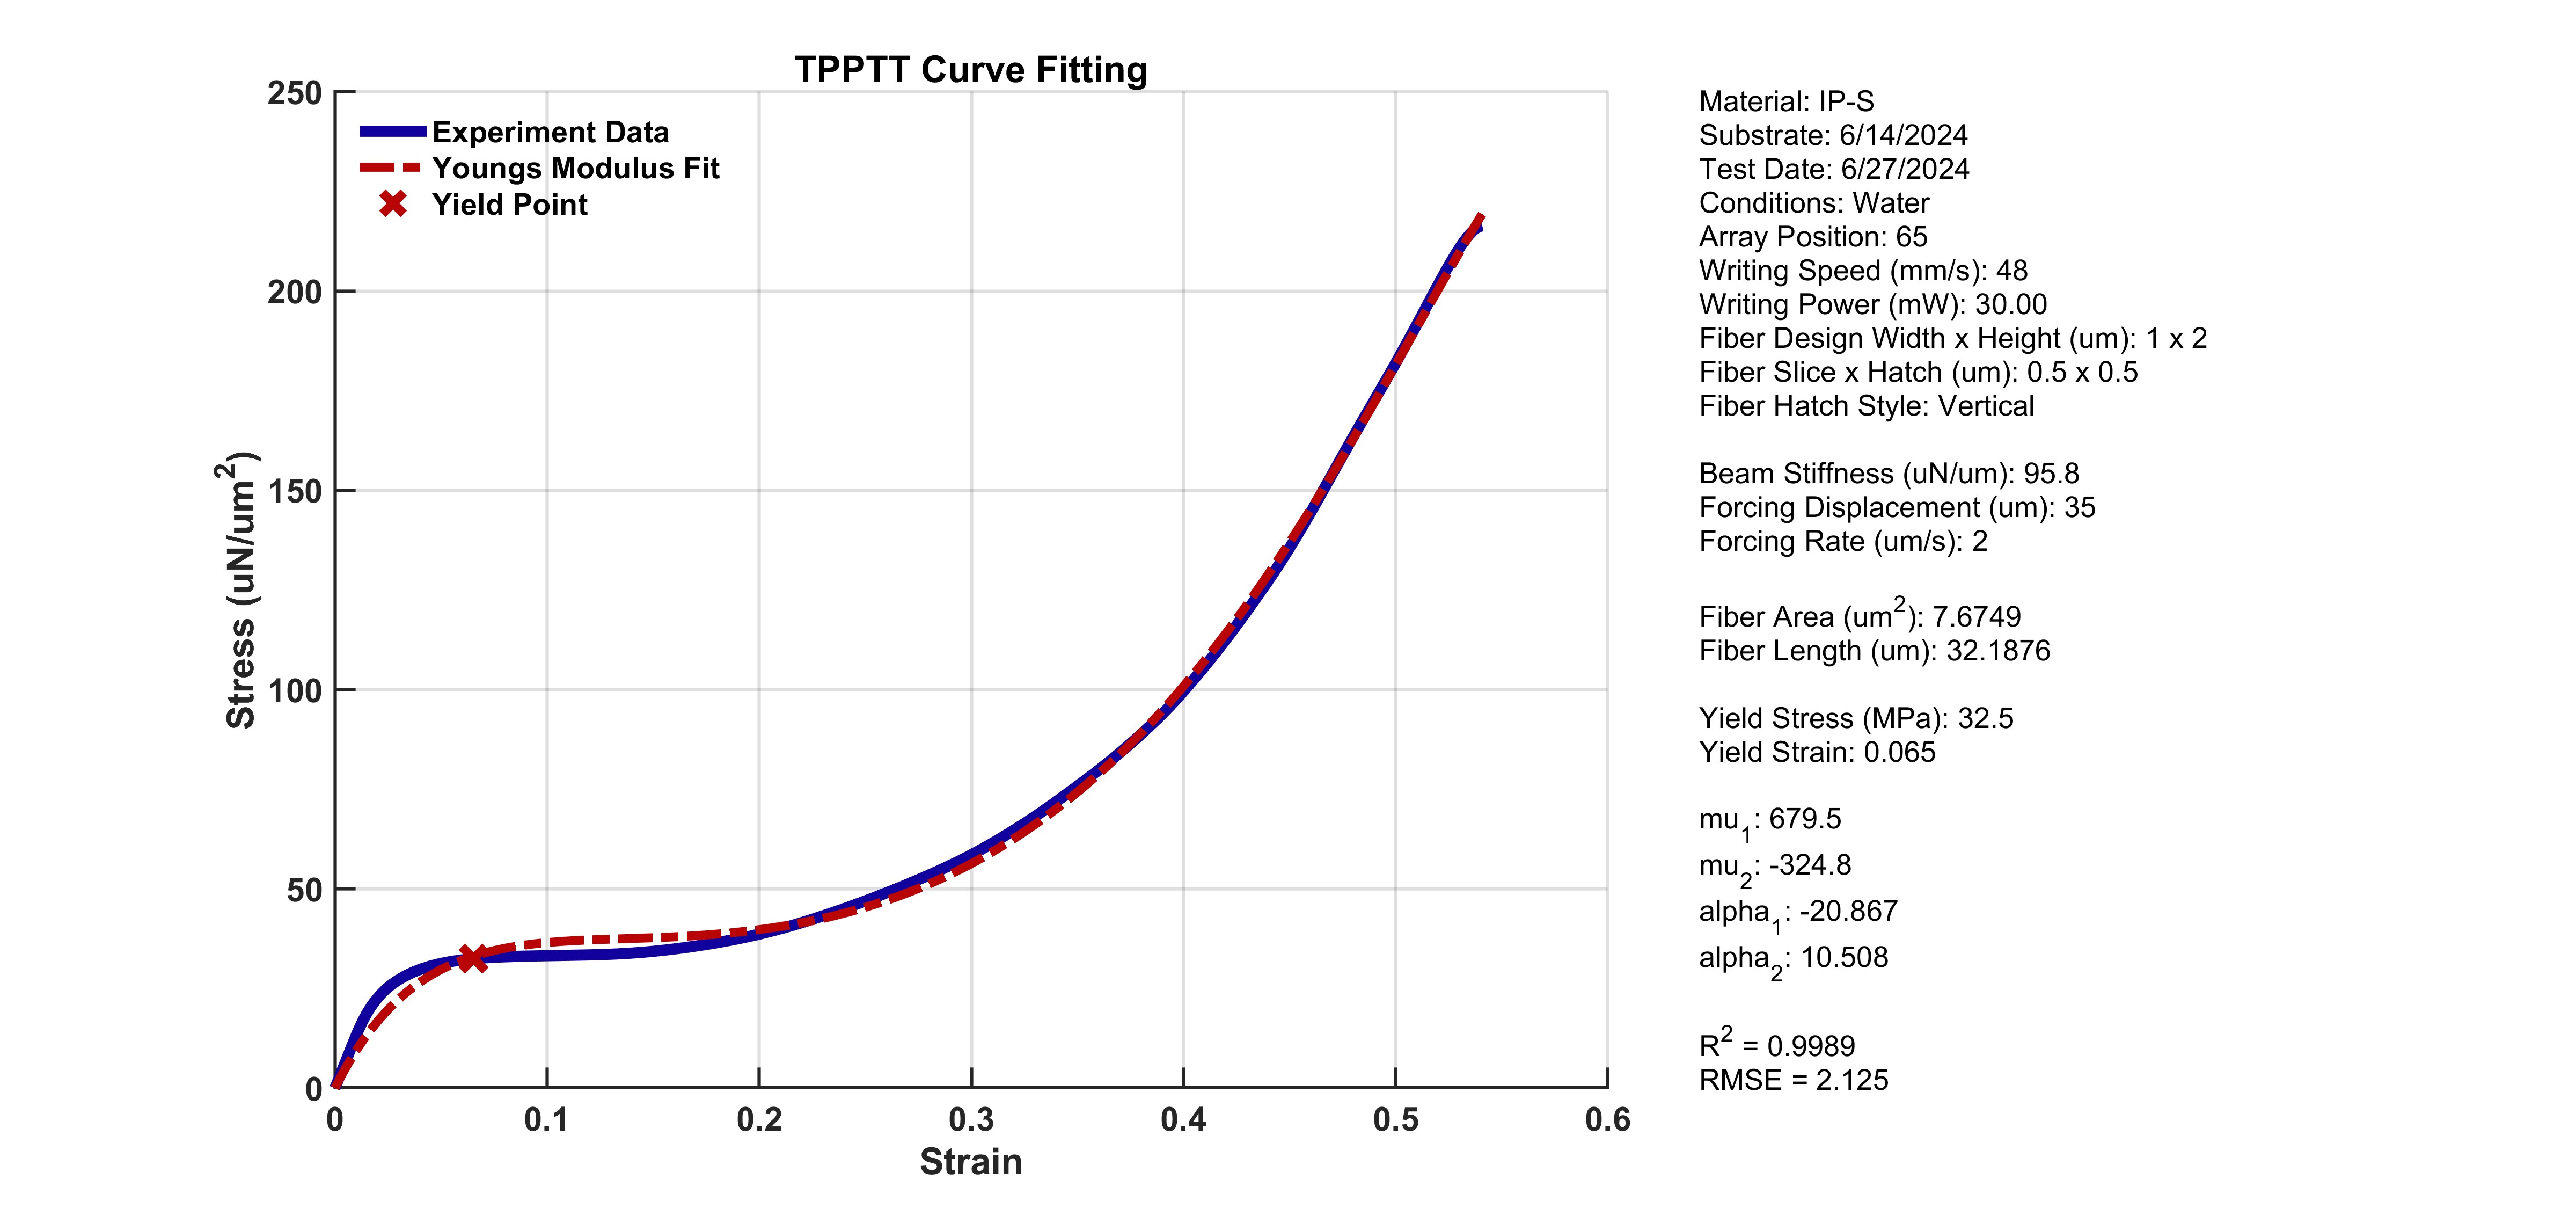 TPPTT Curve Fitting
250
200
150
100
50
0
0
0.1
0.2
0.3
0.4
0.5
0.6
Stress (uN/um2)
Strain
Experiment Data
Youngs Modulus Fit
Yield Point
Material: IP-S
Substrate: 6/14/2024
Test Date: 6/27/2024
Conditions: Water
Array Position: 65
Writing Speed (mm/s): 48
Writing Power (mW): 30.00
Fiber Design Width x Height (um): 1 x 2
Fiber Slice x Hatch (um): 0.5 x 0.5
Fiber Hatch Style: Vertical
Beam Stiffness (uN/um): 95.8
Forcing Displacement (um): 35
Forcing Rate (um/s): 2
Fiber Area (um2): 7.6749
Fiber Length (um): 32.1876
Yield Stress (MPa): 32.5
Yield Strain: 0.065
mu1: 679.5
mu2: -324.8
alpha1: -20.867
alpha2: 10.508
R2 = 0.9989
RMSE = 2.125